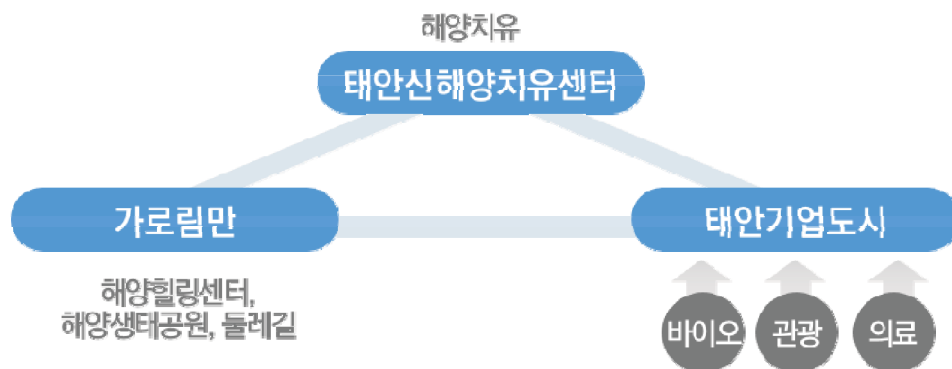 해양치유
태안신해양치유센터
가로림만
태안기업도시
해양힐링센터,
해양생태공원, 둘레길
바이오
관광
의료